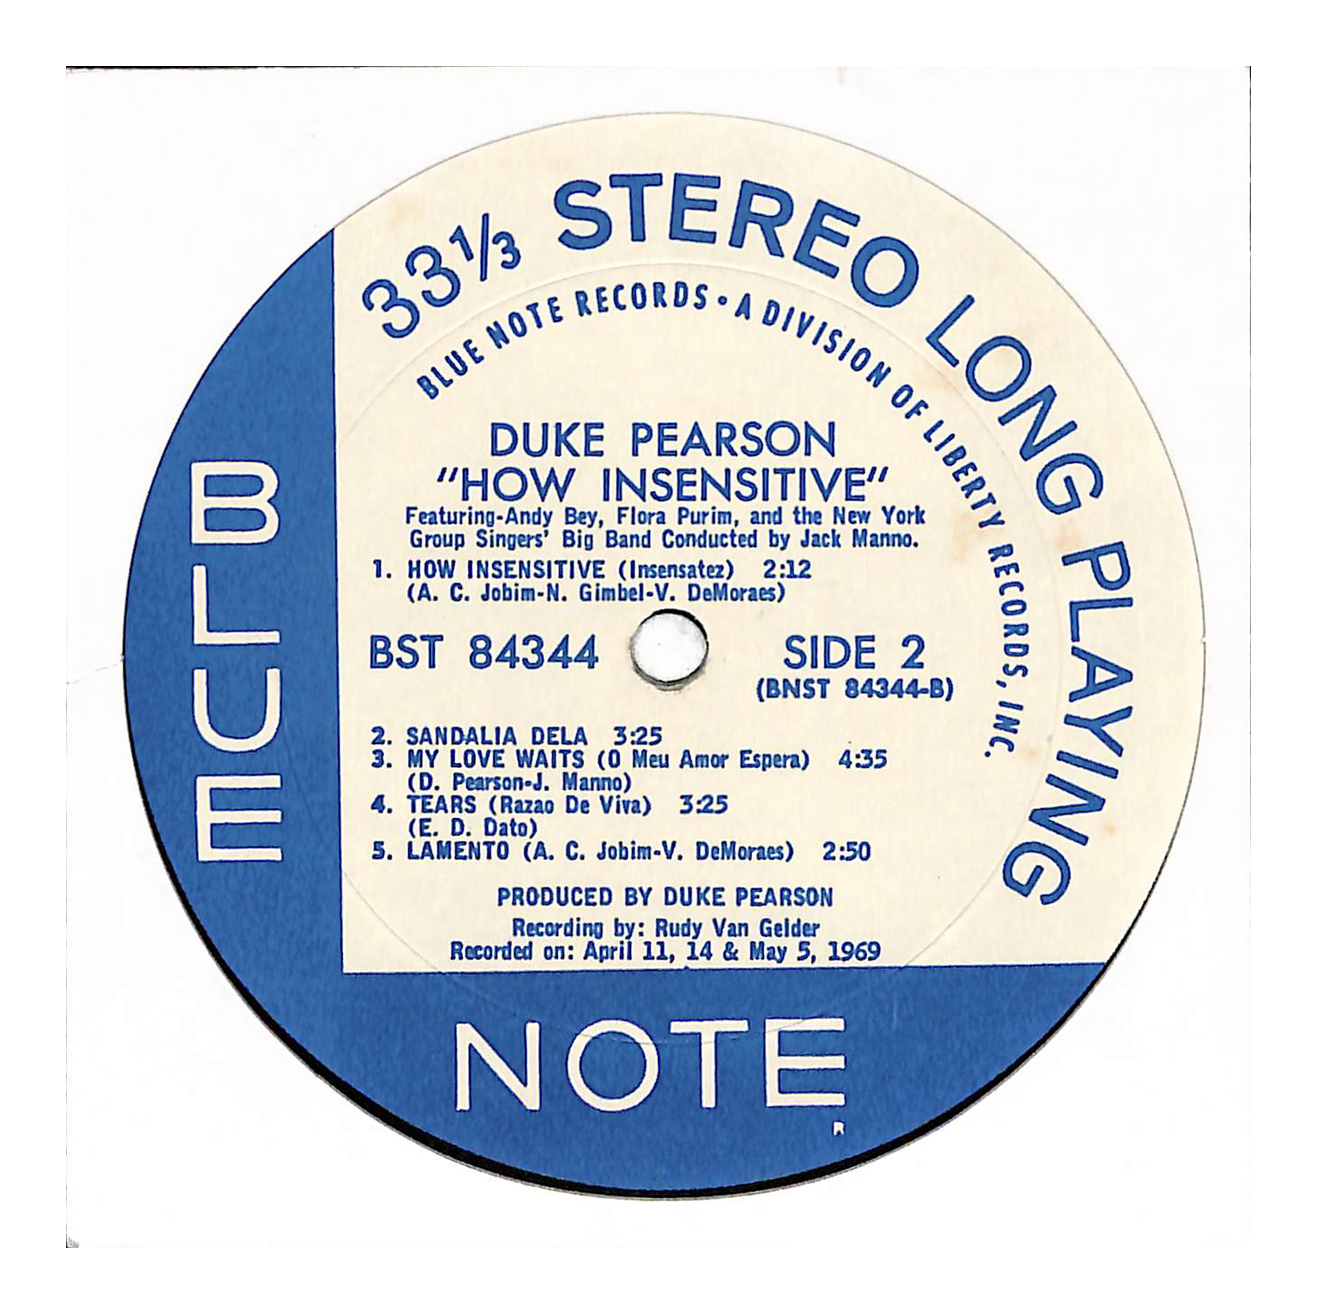 33⅓ STEREO LONG PLAYING
BLUE NOTE RECORDS • A DIVISION OF LIBERTY RECORDS, INC.
DUKE PEARSON
"HOW INSENSITIVE"
Featuring-Andy Bey, Flora Purim, and the New York
Group Singers' Big Band Conducted by Jack Manno.
1. HOW INSENSITIVE (Insensatez) 2:12
(A. C. Jobim-N. Gimbel-V. DeMoraes)
BST 84344 SIDE 2
(BNST 84344-B)
2. SANDALIA DELA 3:25
3. MY LOVE WAITS (O Meu Amor Espera) 4:35
(D. Pearson-J. Manno)
4. TEARS (Razao De Viva) 3:25
(E. D. Dato)
5. LAMENTO (A. C. Jobim-V. DeMoraes) 2:50
PRODUCED BY DUKE PEARSON
Recording by: Rudy Van Gelder
Recorded on: April 11, 14 & May 5, 1969
BLUE
NOTE
R